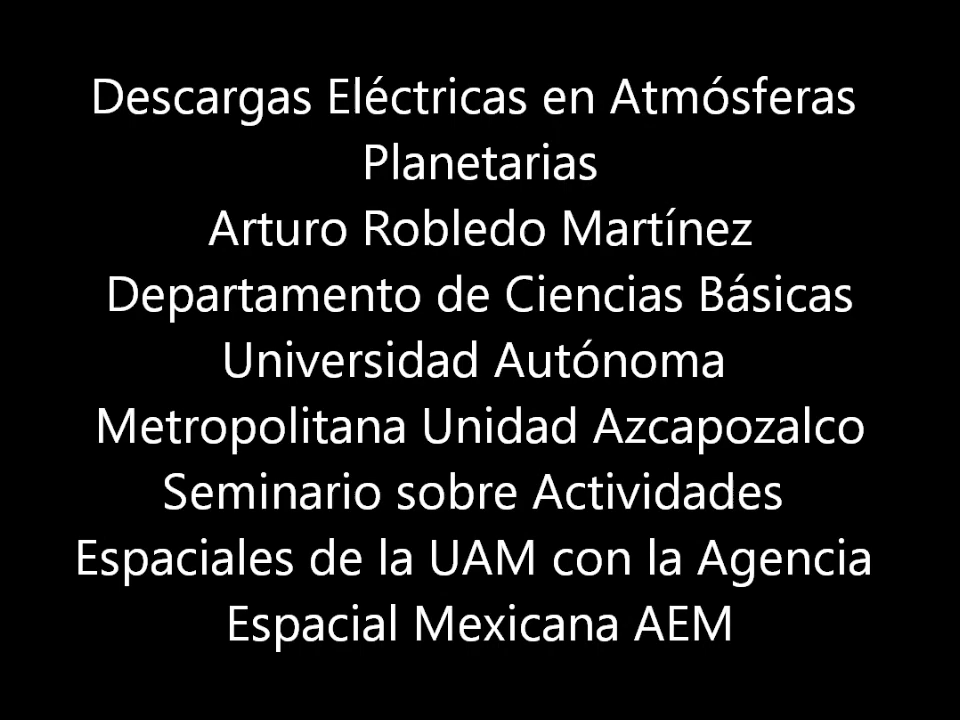 Descargas Eléctricas en Atmósferas
Planetarias
Arturo Robledo Martínez
Departamento de Ciencias Básicas
Universidad Autónoma
Metropolitana Unidad Azcapozalco
Seminario sobre Actividades
Espaciales de la UAM con la Agencia
Espacial Mexicana AEM